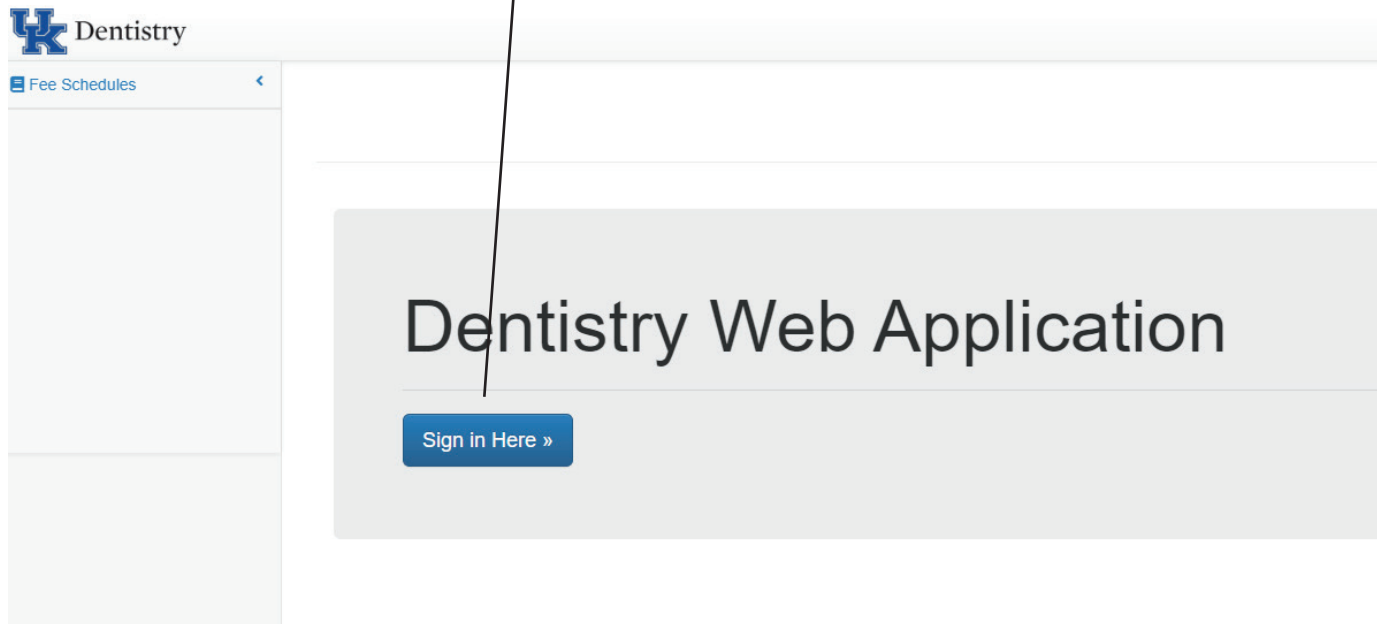 UK Dentistry
Fee Schedules
Dentistry Web Application
Sign in Here »